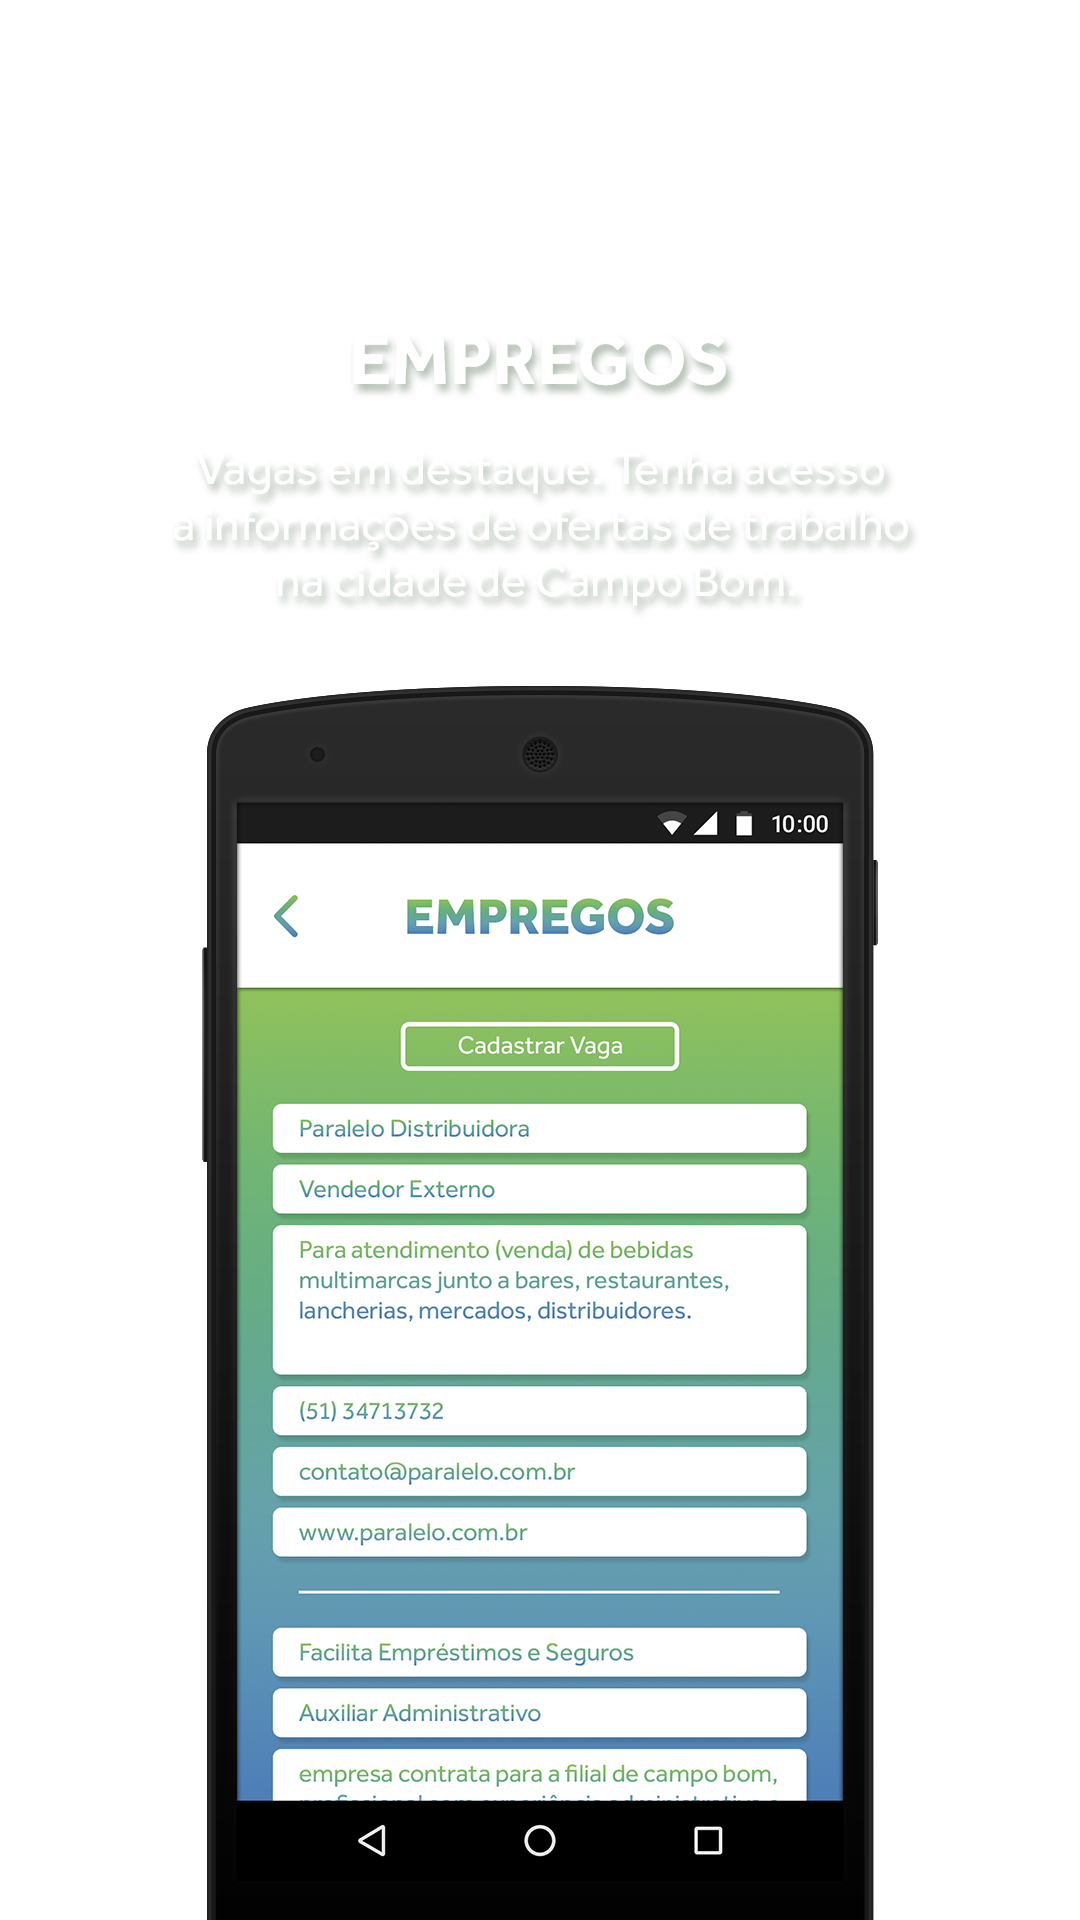 EMPREGOS
Vagas em destaque. Tenha acesso
a informações de ofertas de trabalho
na cidade de Campo Bom.
10:00
EMPREGOS
Cadastrar Vaga
Paralelo Distribuidora
Vendedor Externo
Para atendimento (venda) de bebidas
multimarcas junto a bares, restaurantes,
lancherias, mercados, distribuidores.
(51) 34713732
contato@paralelo.com.br
www.paralelo.com.br
Facilita Empréstimos e Seguros
Auxiliar Administrativo
empresa contrata para a filial de campo bom,